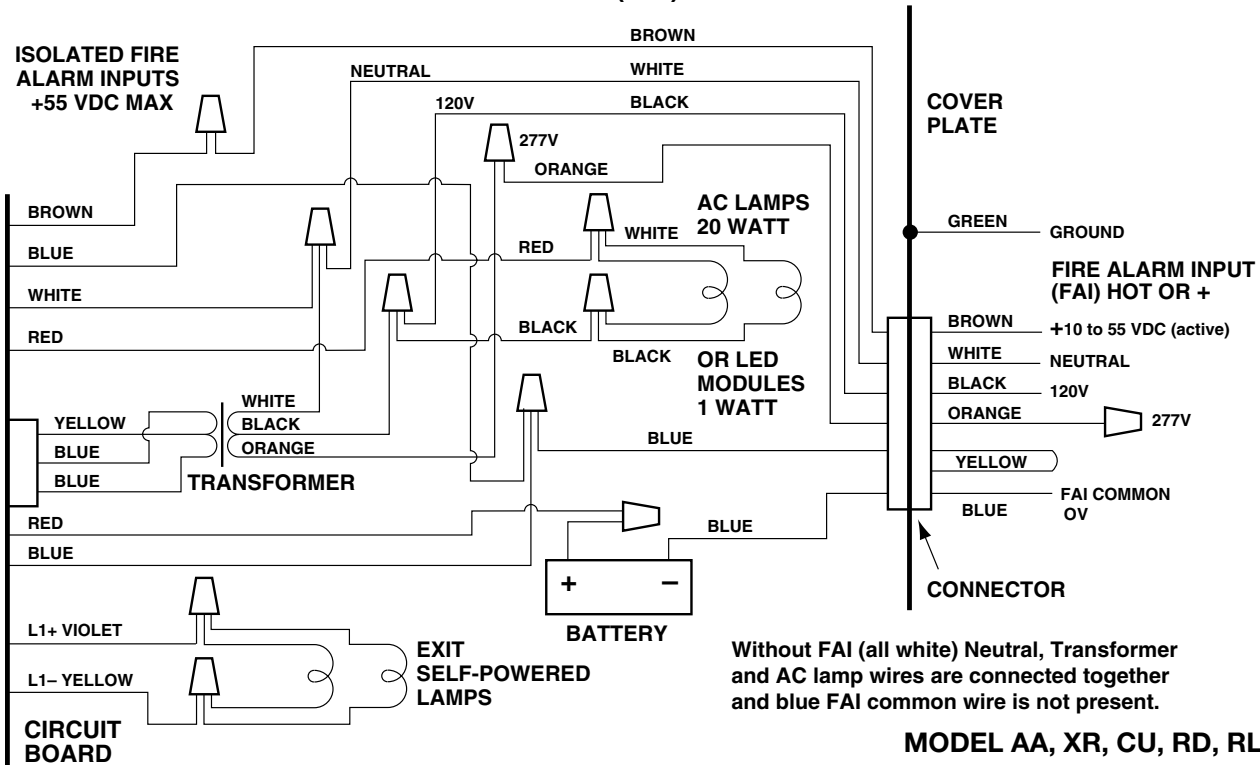 BROWN
ISOLATED FIRE
ALARM INPUTS
+55 VDC MAX
NEUTRAL
WHITE
120V
BLACK
COVER
PLATE
277V
ORANGE
AC LAMPS
20 WATT
BROWN
WHITE
GREEN
GROUND
RED
BLUE
FIRE ALARM INPUT
(FAI) HOT OR +
WHITE
BROWN
+10 to 55 VDC (active)
BLACK
RED
BLACK
OR LED
MODULES
1 WATT
WHITE
NEUTRAL
BLACK
120V
WHITE
YELLOW
BLACK
ORANGE
277V
BLUE
ORANGE
BLUE
BLUE
TRANSFORMER
YELLOW
FAI COMMON
OV
BLUE
RED
BLUE
BLUE
+ −
CONNECTOR
BATTERY
L1+ VIOLET
EXIT
SELF-POWERED
LAMPS
L1− YELLOW
Without FAI (all white) Neutral, Transformer
and AC lamp wires are connected together
and blue FAI common wire is not present.
CIRCUIT
BOARD
MODEL AA, XR, CU, RD, RL